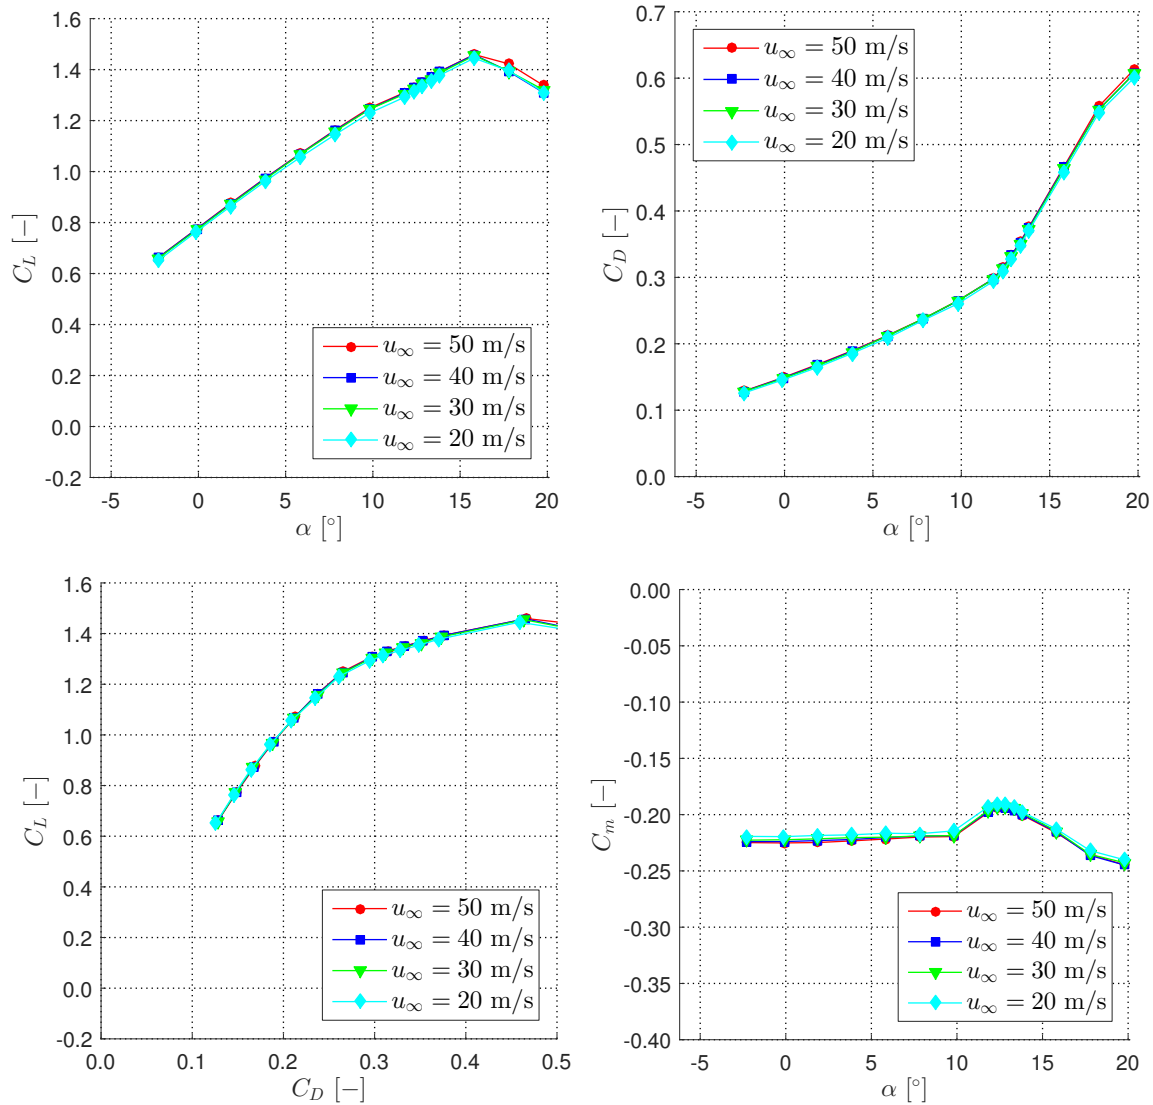 1.6
1.4
1.2
1.0
0.8
0.6
0.4
0.2
0.0
-0.2
C_L [−]
-5 0 5 10 15 20
α [°]
u∞ = 50 m/s
u∞ = 40 m/s
u∞ = 30 m/s
u∞ = 20 m/s
0.7
0.6
0.5
0.4
0.3
0.2
0.1
0.0
C_D [−]
-5 0 5 10 15 20
α [°]
u∞ = 50 m/s
u∞ = 40 m/s
u∞ = 30 m/s
u∞ = 20 m/s
1.6
1.4
1.2
1.0
0.8
0.6
0.4
0.2
0.0
-0.2
C_L [−]
0.0 0.1 0.2 0.3 0.4 0.5
C_D [−]
u∞ = 50 m/s
u∞ = 40 m/s
u∞ = 30 m/s
u∞ = 20 m/s
0.00
-0.05
-0.10
-0.15
-0.20
-0.25
-0.30
-0.35
-0.40
C_m [−]
-5 0 5 10 15 20
α [°]
u∞ = 50 m/s
u∞ = 40 m/s
u∞ = 30 m/s
u∞ = 20 m/s